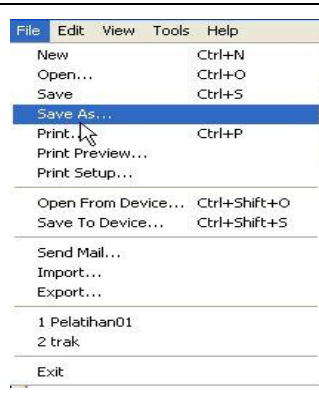 File Edit View Tools Help
New Ctrl+N
Open... Ctrl+O
Save Ctrl+S
Save As...
Print... Ctrl+P
Print Preview...
Print Setup...
Open From Device... Ctrl+Shift+O
Save To Device... Ctrl+Shift+S
Send Mail...
Import...
Export...
1 Pelatihan01
2 trak
Exit